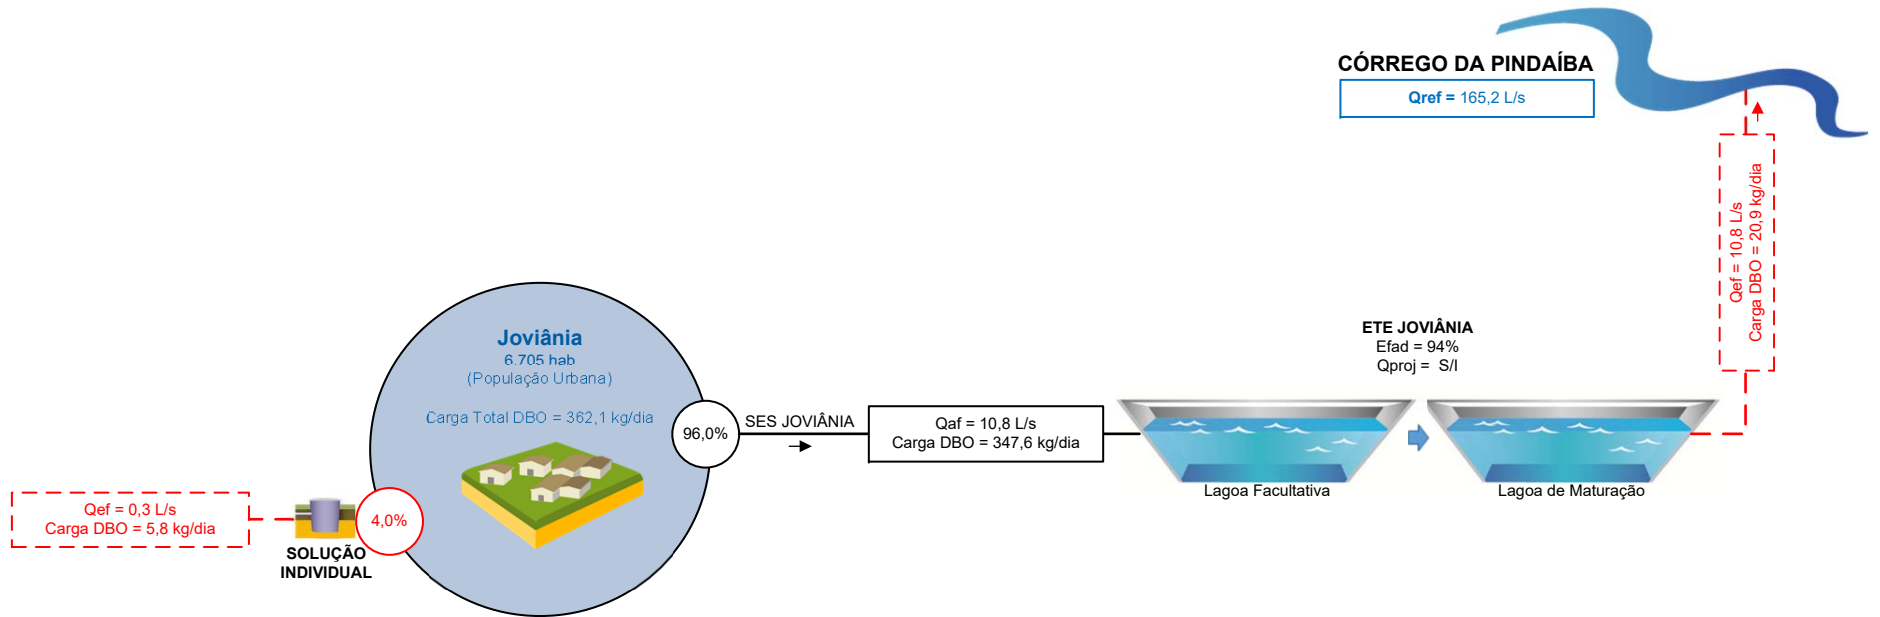 CÓRREGO DA PINDAÍBA
Qref = 165,2 L/s
Qef = 10,8 L/s
Carga DBO = 20,9 kg/dia
ETE JOVIÂNIA
Efad = 94%
Qproj = S/I
Joviânia
6.705 hab
(População Urbana)
Carga Total DBO = 362,1 kg/dia
96,0%
SES JOVIÂNIA
Qaf = 10,8 L/s
Carga DBO = 347,6 kg/dia
Lagoa Facultativa
Lagoa de Maturação
Qef = 0,3 L/s
Carga DBO = 5,8 kg/dia
4,0%
SOLUÇÃO
INDIVIDUAL